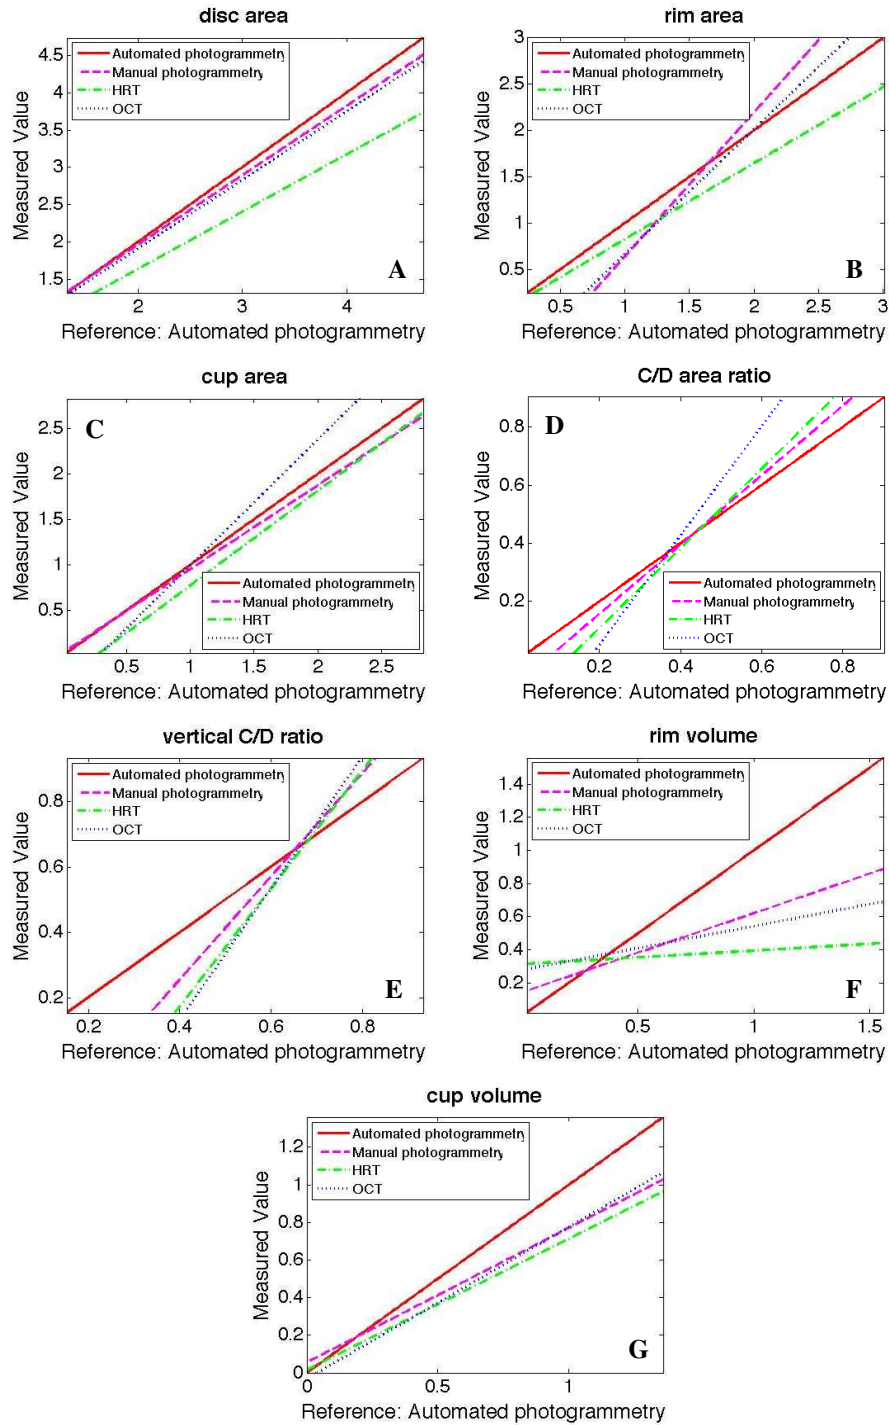 disc area
Measured Value
4.5
4
3.5
3
2.5
2
1.5
Automated photogrammetry
Manual photogrammetry
HRT
OCT
A
2 3 4
Reference: Automated photogrammetry
rim area
Measured Value
3
2.5
2
1.5
1
0.5
Automated photogrammetry
Manual photogrammetry
HRT
OCT
B
0.5 1 1.5 2 2.5 3
Reference: Automated photogrammetry
cup area
Measured Value
2.5
2
1.5
1
0.5
C
Automated photogrammetry
Manual photogrammetry
HRT
OCT
0.5 1 1.5 2 2.5
Reference: Automated photogrammetry
C/D area ratio
Measured Value
0.8
0.6
0.4
0.2
D
Automated photogrammetry
Manual photogrammetry
HRT
OCT
0.2 0.4 0.6 0.8
Reference: Automated photogrammetry
vertical C/D ratio
Measured Value
0.8
0.6
0.4
0.2
Automated photogrammetry
Manual photogrammetry
HRT
OCT
E
0.2 0.4 0.6 0.8
Reference: Automated photogrammetry
rim volume
Measured Value
1.4
1.2
1
0.8
0.6
0.4
0.2
Automated photogrammetry
Manual photogrammetry
HRT
OCT
F
0.5 1 1.5
Reference: Automated photogrammetry
cup volume
Measured Value
1.2
1
0.8
0.6
0.4
0.2
0
Automated photogrammetry
Manual photogrammetry
HRT
OCT
G
0 0.5 1
Reference: Automated photogrammetry